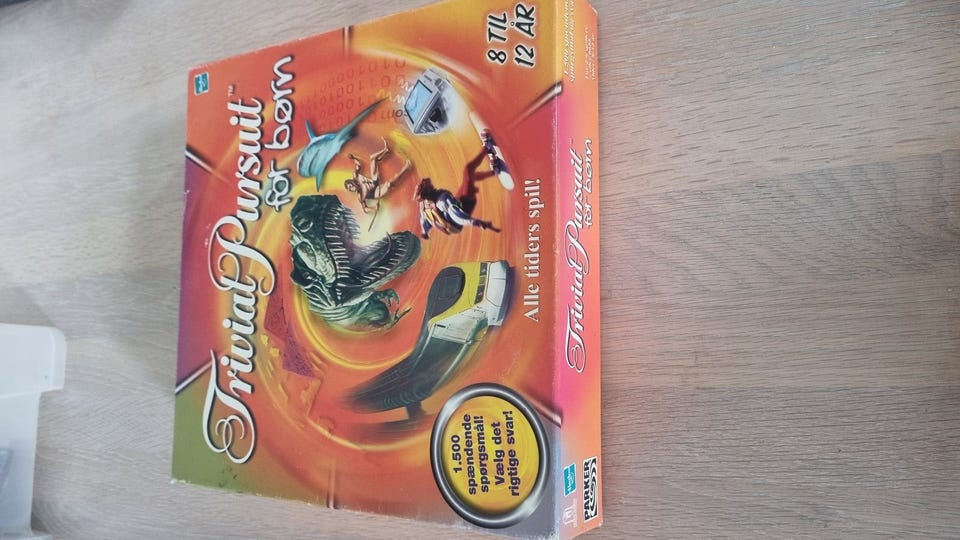 Trivial Pursuit™
for børn
8 TIL
12 ÅR
Alle tiders spil!
1.500
spændende
spørgsmål!
Vælg det
rigtige svar!
Trivial Pursuit
for børn
PARKER